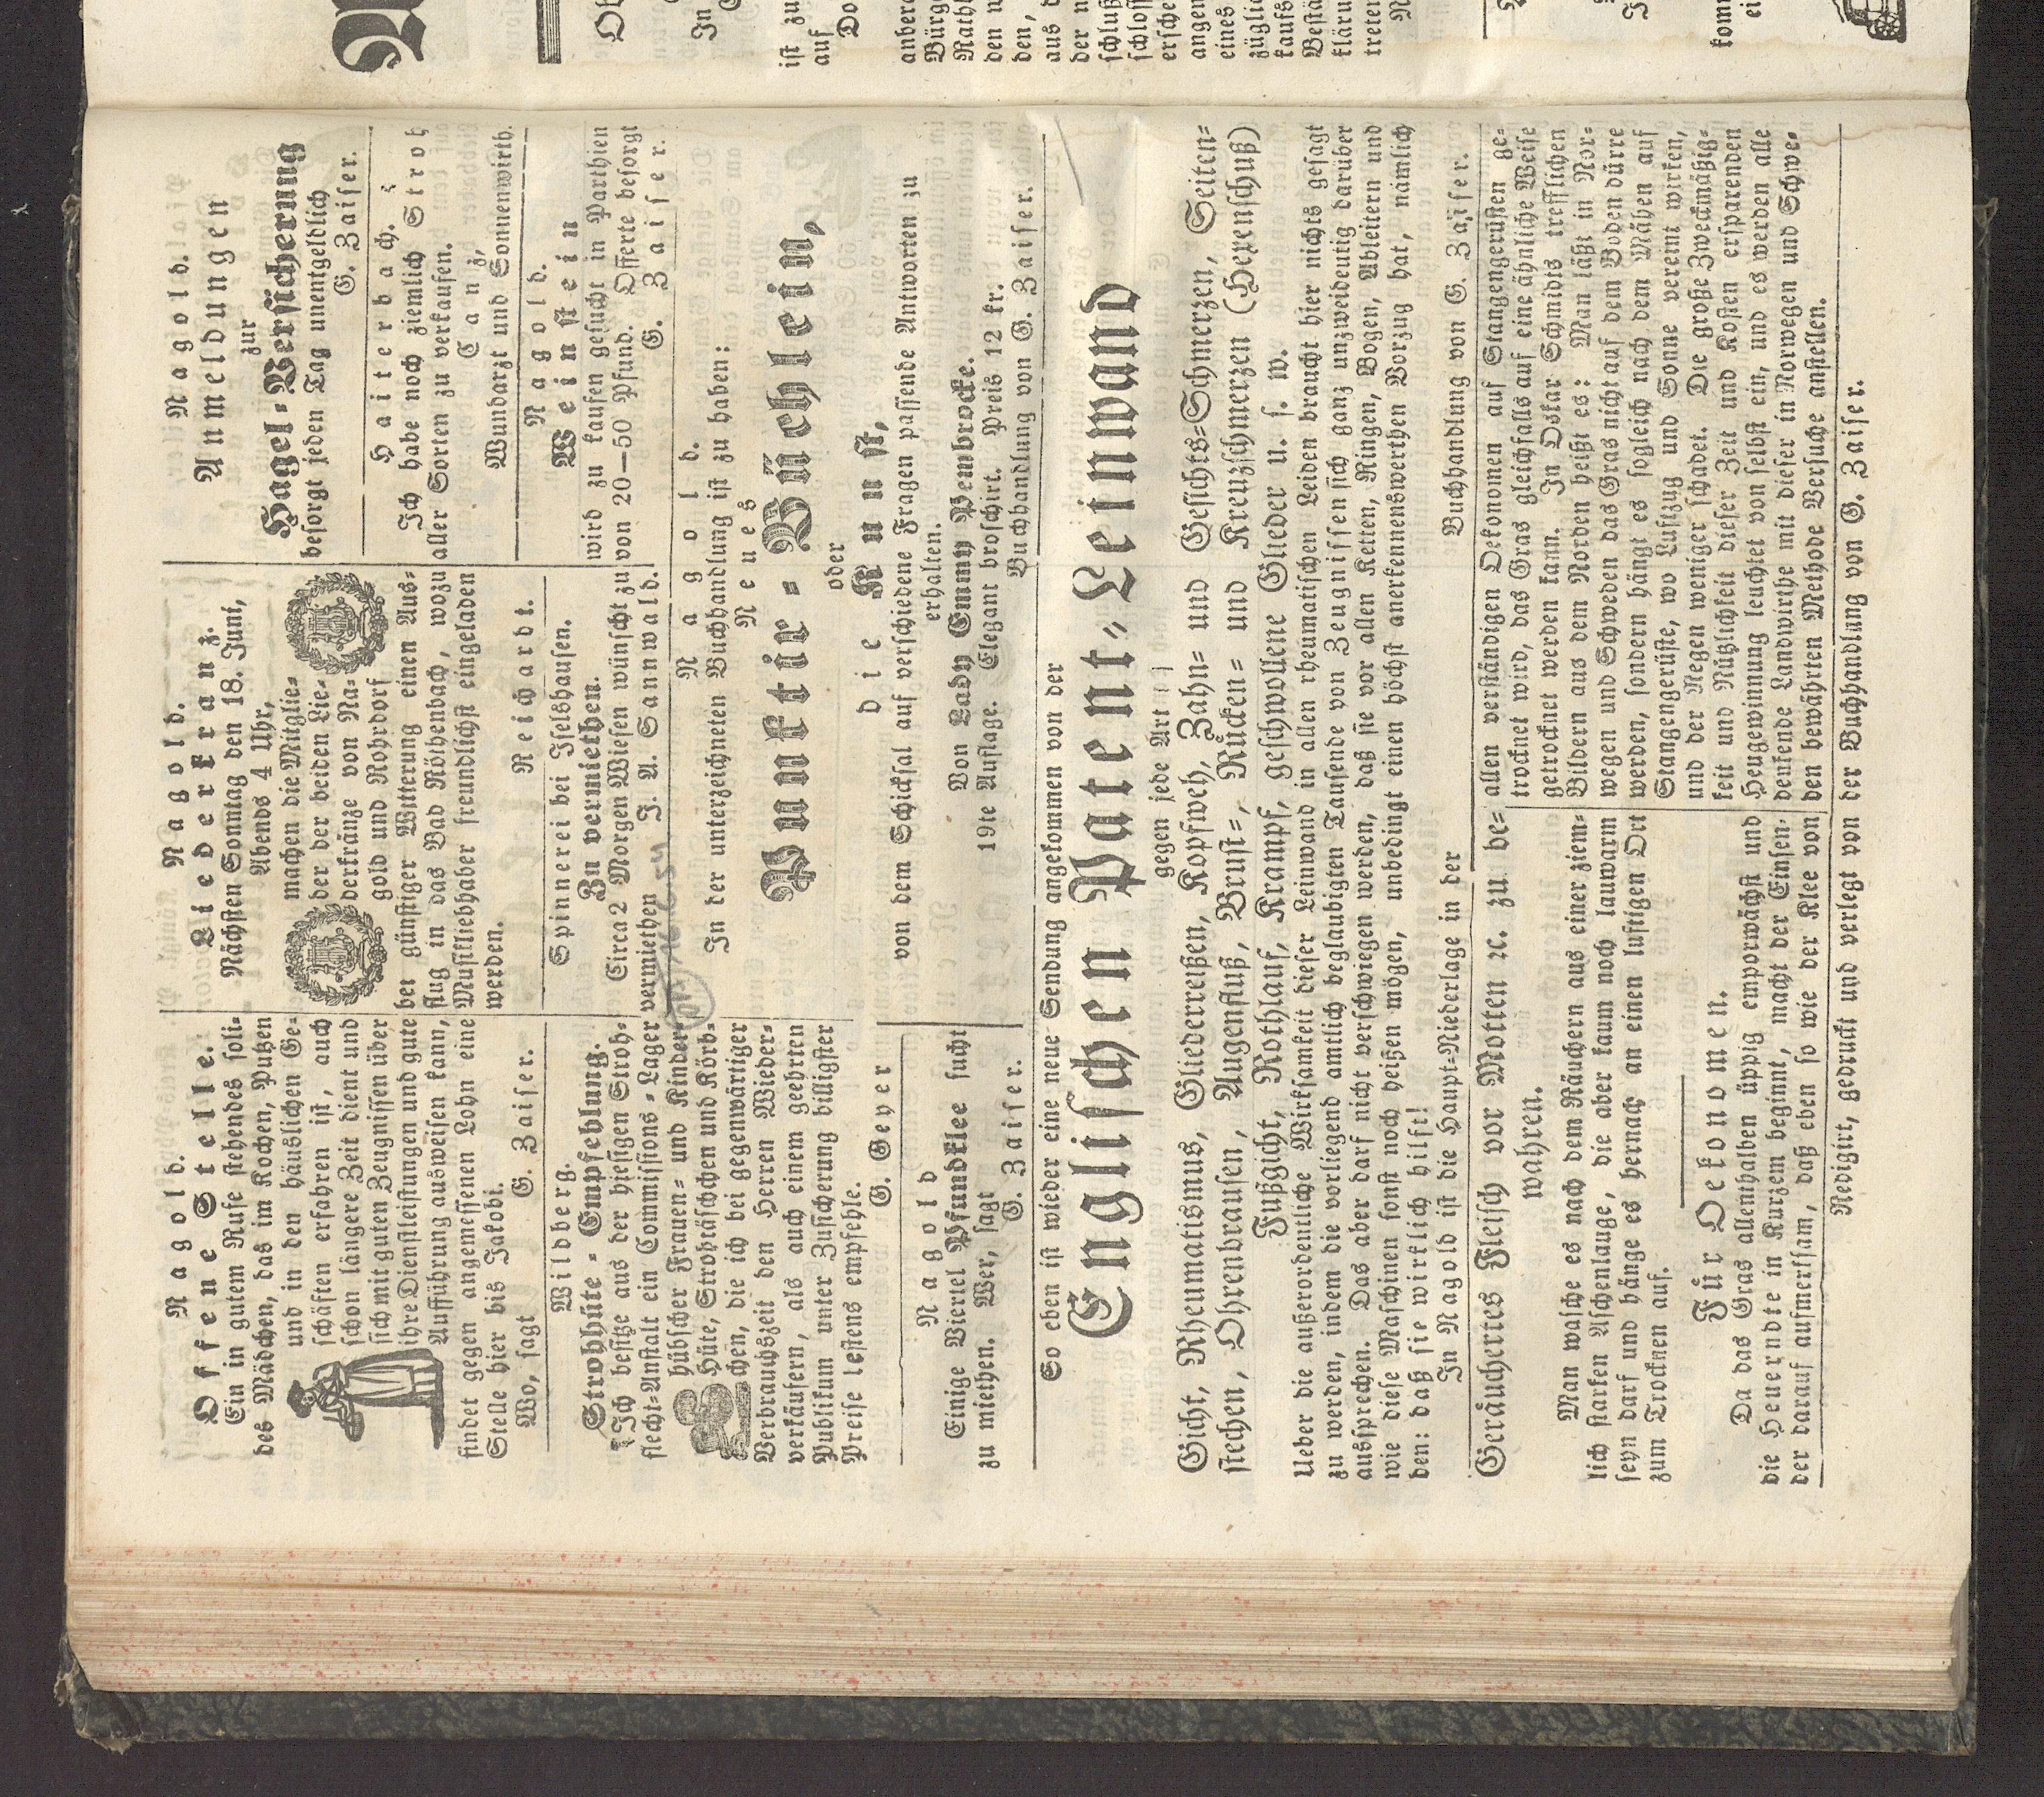 Nagold.
Offene Stelle.
Ein in gutem Rufe stehendes soli-
des Mädchen, das im Kochen, Putzen
und in den häuslichen Ge-
schäften erfahren ist, auch
schon längere Zeit dient und
sich mit guten Zeugnissen über
ihre Dienstleistungen und gute
Aufführung ausweisen kann,
findet gegen angemessenen Lohn eine
Stelle hier bis Jakobi.
Wo, sagt G. Zaiser.
Wildberg.
Strohhüte-Empfehlung.
Ich besitze aus der hiesigen Stroh-
flecht-Anstalt ein Commissions-Lager
hübscher Frauen- und Kinder-
Hüte, Strohtäschchen und Körb-
chen, die ich bei gegenwärtiger
Verbrauchszeit den Herren Wieder-
verkäufern, als auch einem geehrten
Publikum unter Zusicherung billigster
Preise bestens empfehle.
G. Geyer
Nagold
Einige Viertel Pfundklee sucht
zu miethen. Wer, sagt
G. Zaiser.
Nagold.
Liederkranz.
Nächsten Sonntag den 18. Juni,
Abends 4 Uhr,
machen die Mitglie-
der der beiden Lie-
derkränze von Na-
gold und Rohrdorf
bei günstiger Witterung einen Aus-
flug in das Bad Röthenbach, wozu
Musikliebhaber freundlichst eingeladen
werden.
Reichardt.
Spinnerei bei Iselshausen.
Zu vermiethen.
Circa 2 Morgen Wiesen wünscht zu
vermiethen J. A. Sannwald.
Nagold.
Anmeldungen
zur
Hagel-Versicherung
besorgt jeden Tag unentgeldlich
G. Zaiser.
Haiterbach.
Ich habe noch ziemlich Stroh
aller Sorten zu verkaufen.
Canz,
Wundarzt und Sonnenwirth.
Nagold.
Weinstein
wird zu kaufen gesucht in Parthien
von 20—50 Pfund. Offerte besorgt
G. Zaiser.
Nagold.
In der unterzeichneten Buchhandlung ist zu haben:
Neues
Punktir-Büchlein,
oder
die Kunst,
von dem Schicksal auf verschiedene Fragen passende Antworten zu
erhalten.
Von Lady Emmy Pembrocke.
19te Auflage. Elegant broschirt. Preis 12 kr.
Buchhandlung von G. Zaiser.
So eben ist wieder eine neue Sendung angekommen von der
Englischen Patent-Leinwand
gegen jede Art
Gicht, Rheumatismus, Gliederreißen, Kopfweh, Zahn- und Gesichts-Schmerzen, Seiten-
stechen, Ohrenbrausen, Augenfluß, Brust-, Rücken- und Kreuzschmerzen (Hexenschuß)
Fußgicht, Rothlauf, Krampf, geschwollene Glieder u. s. w.
Ueber die außerordentliche Wirksamkeit dieser Leinwand in allen rheumatischen Leiden braucht hier nichts gesagt
zu werden, indem die vorliegend amtlich beglaubigten Tausende von Zeugnissen sich ganz unzweideutig darüber
aussprechen. Das aber darf nicht verschwiegen werden, daß sie vor allen Ketten, Ringen, Bogen, Ableitern und
wie diese Maschinen sonst noch heißen mögen, unbedingt einen höchst anerkennenswerthen Vorzug hat, nämlich
den: daß sie wirklich hilft!
In Nagold ist die Haupt-Niederlage in der
Buchhandlung von G. Zaiser.
Geräuchertes Fleisch vor Motten rc. zu be-
wahren.
Man wasche es nach dem Räuchern aus einer ziem-
lich starken Aschenlauge, die aber kaum noch lauwarm
seyn darf und hänge es hernach an einen luftigen Ort
zum Trocknen auf.
Für Oekonomen.
Da das Gras allenthalben üppig emporwächst und
die Heuerndte in Kurzem beginnt, macht der Einsen-
der darauf aufmerksam, daß eben so wie der Klee von
allen verständigen Oekonomen auf Stangengerüsten ge-
trocknet wird, das Gras gleichfalls auf eine ähnliche Weise
getrocknet werden kann. In Dokar Schmidts trefflichen
Bildern aus dem Norden heißt es: Man läßt in Nor-
wegen und Schweden das Gras nicht auf dem Boden dürre
werden, sondern hängt es sogleich nach dem Mähen auf
Stangengerüste, wo Luftzug und Sonne vereint wirken,
und der Regen weniger schadet. Die große Zweckmäßig-
keit und Nützlichkeit dieser Zeit und Kosten ersparenden
Heugewinnung leuchtet von selbst ein, und es werden alle
denkende Landwirthe mit dieser in Norwegen und Schwe-
den bewährten Methode Versuche anstellen.
Redigirt, gedruckt und verlegt von der Buchhandlung von G. Zaiser.
In
ist zu
auf
Do
anbere
Bürge
Rathh
den n
den,
aus d
der n
schluß
schloss
ersche
angen
eines
züglic
kaufs
Bestä
klärun
treten
kom
ei